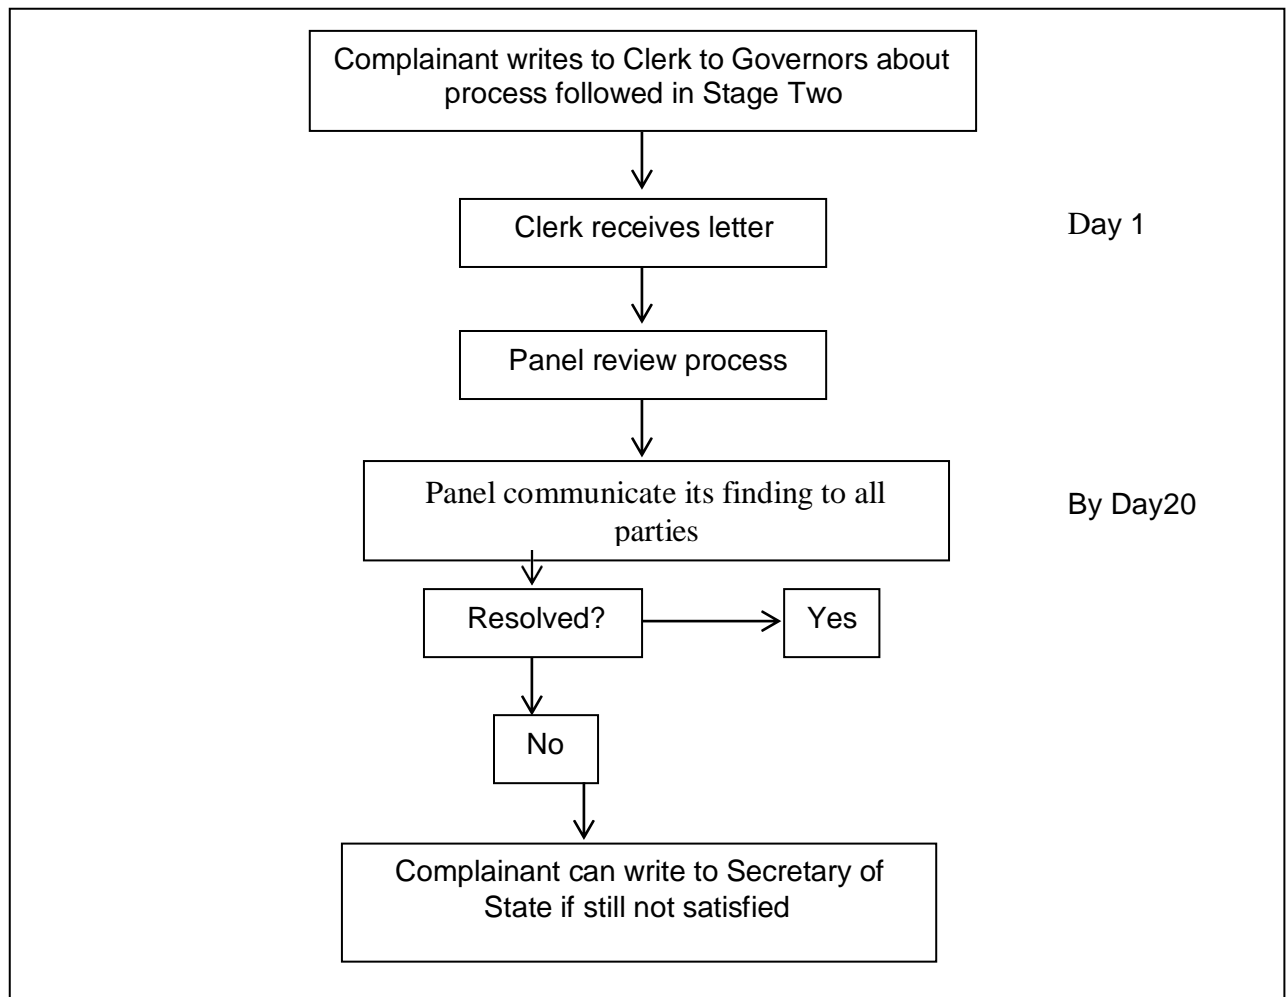 Complainant writes to Clerk to Governors about
process followed in Stage Two
Clerk receives letter
Day 1
Panel review process
Panel communicate its finding to all
parties
By Day20
Resolved?
Yes
No
Complainant can write to Secretary of
State if still not satisfied